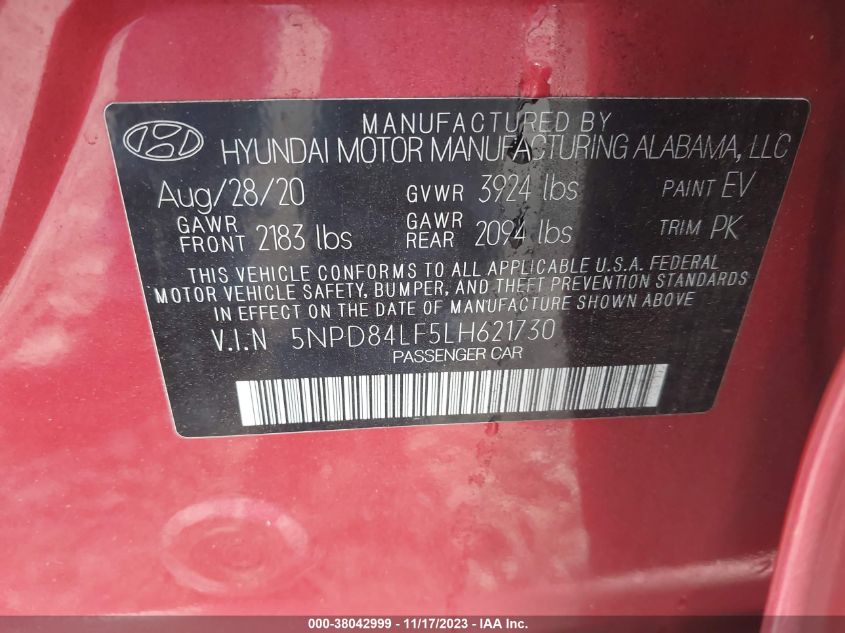 MANUFACTURED BY
HYUNDAI MOTOR MANUFACTURING ALABAMA, LLC
Aug/28/20 GVWR 3924 lbs PAINT EV
GAWR FRONT 2183 lbs GAWR REAR 2094 lbs TRIM PK
THIS VEHICLE CONFORMS TO ALL APPLICABLE U.S.A. FEDERAL
MOTOR VEHICLE SAFETY, BUMPER, AND THEFT PREVENTION STANDARDS
IN EFFECT ON THE DATE OF MANUFACTURE SHOWN ABOVE
V.I.N 5NPD84LF5LH621730
PASSENGER CAR
000-38042999 — 11/17/2023 — IAA Inc.